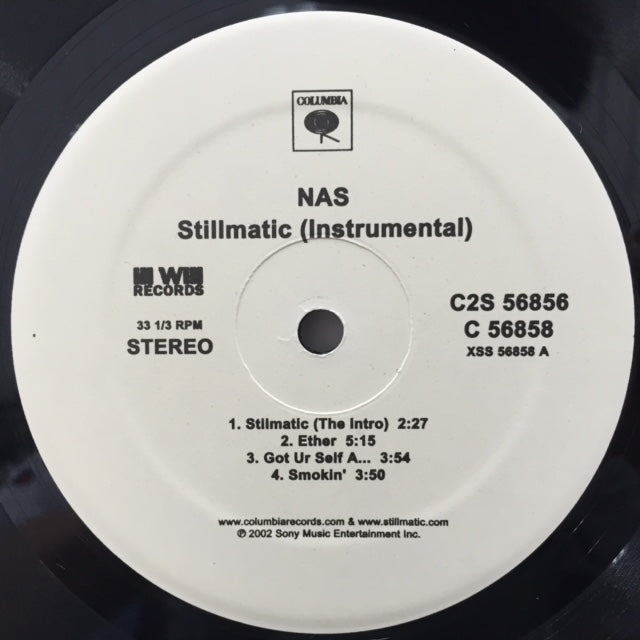 COLUMBIA
NAS
Stillmatic (Instrumental)
RECORDS
33 1/3 RPM
STEREO
C2S 56856
C 56858
XSS 56858 A
1. Stilmatic (The Intro) 2:27
2. Ether 5:15
3. Got Ur Self A... 3:54
4. Smokin' 3:50
www.columbiarecords.com & www.stillmatic.com
℗ 2002 Sony Music Entertainment Inc.